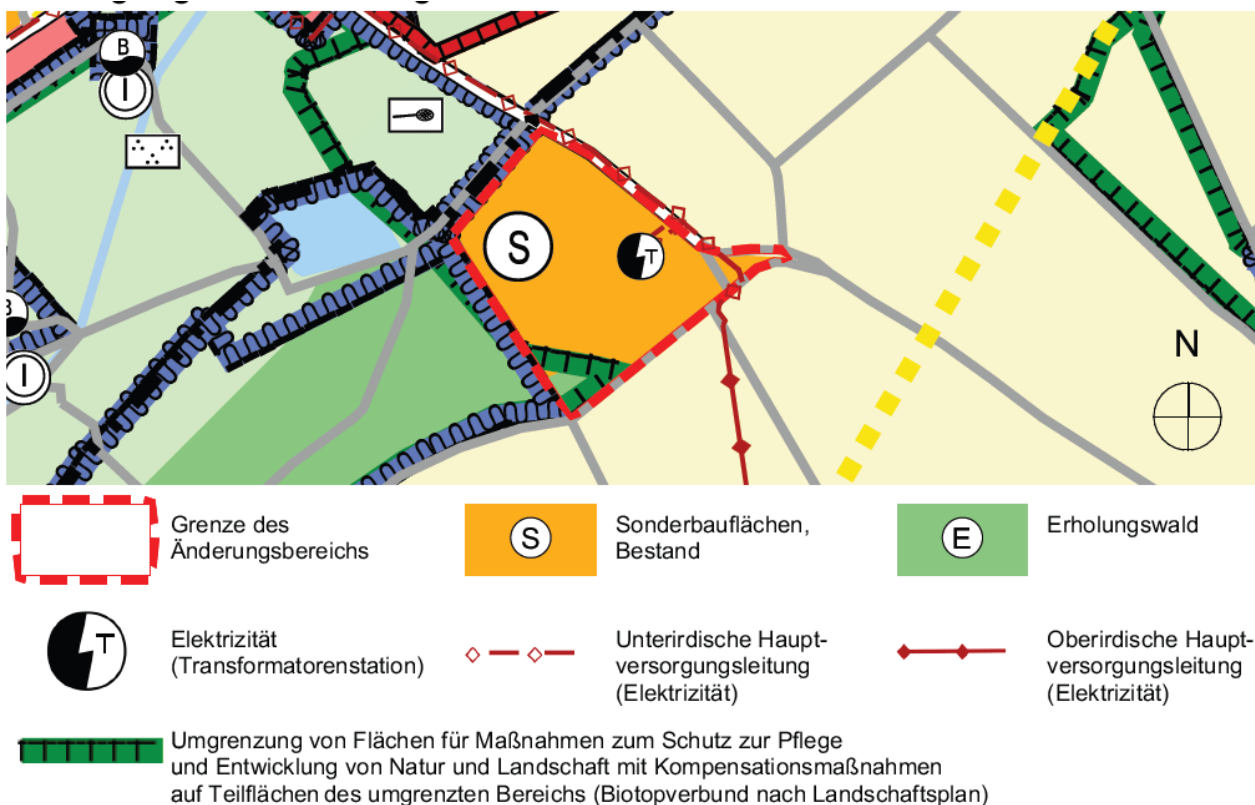 B
I
S
T
B
I
N
Grenze des
Änderungsbereichs
S
Sonderbauflächen,
Bestand
E
Erholungswald
T
Elektrizität
(Transformatorenstation)
Unterirdische Haupt-
versorgungsleitung
(Elektrizität)
Oberirdische Haupt-
versorgungsleitung
(Elektrizität)
Umgrenzung von Flächen für Maßnahmen zum Schutz zur Pflege
und Entwicklung von Natur und Landschaft mit Kompensationsmaßnahmen
auf Teilflächen des umgrenzten Bereichs (Biotopverbund nach Landschaftsplan)